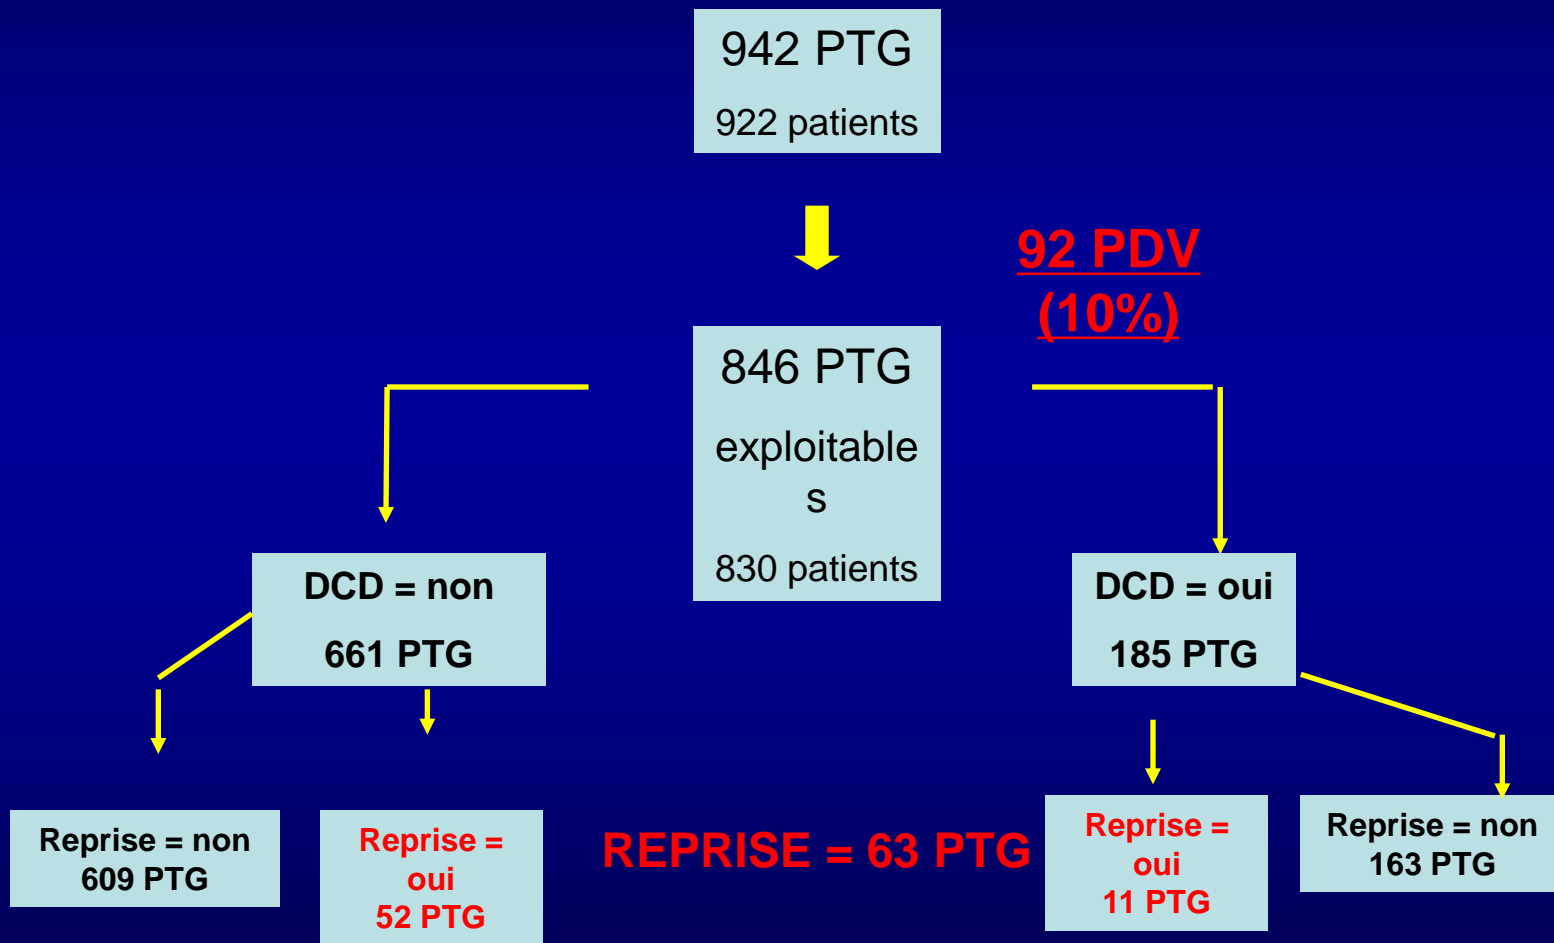 942 PTG
922 patients
92 PDV
(10%)
846 PTG
exploitable
s
830 patients
DCD = non
661 PTG
DCD = oui
185 PTG
Reprise = non
609 PTG
Reprise =
oui
52 PTG
REPRISE = 63 PTG
Reprise =
oui
11 PTG
Reprise = non
163 PTG